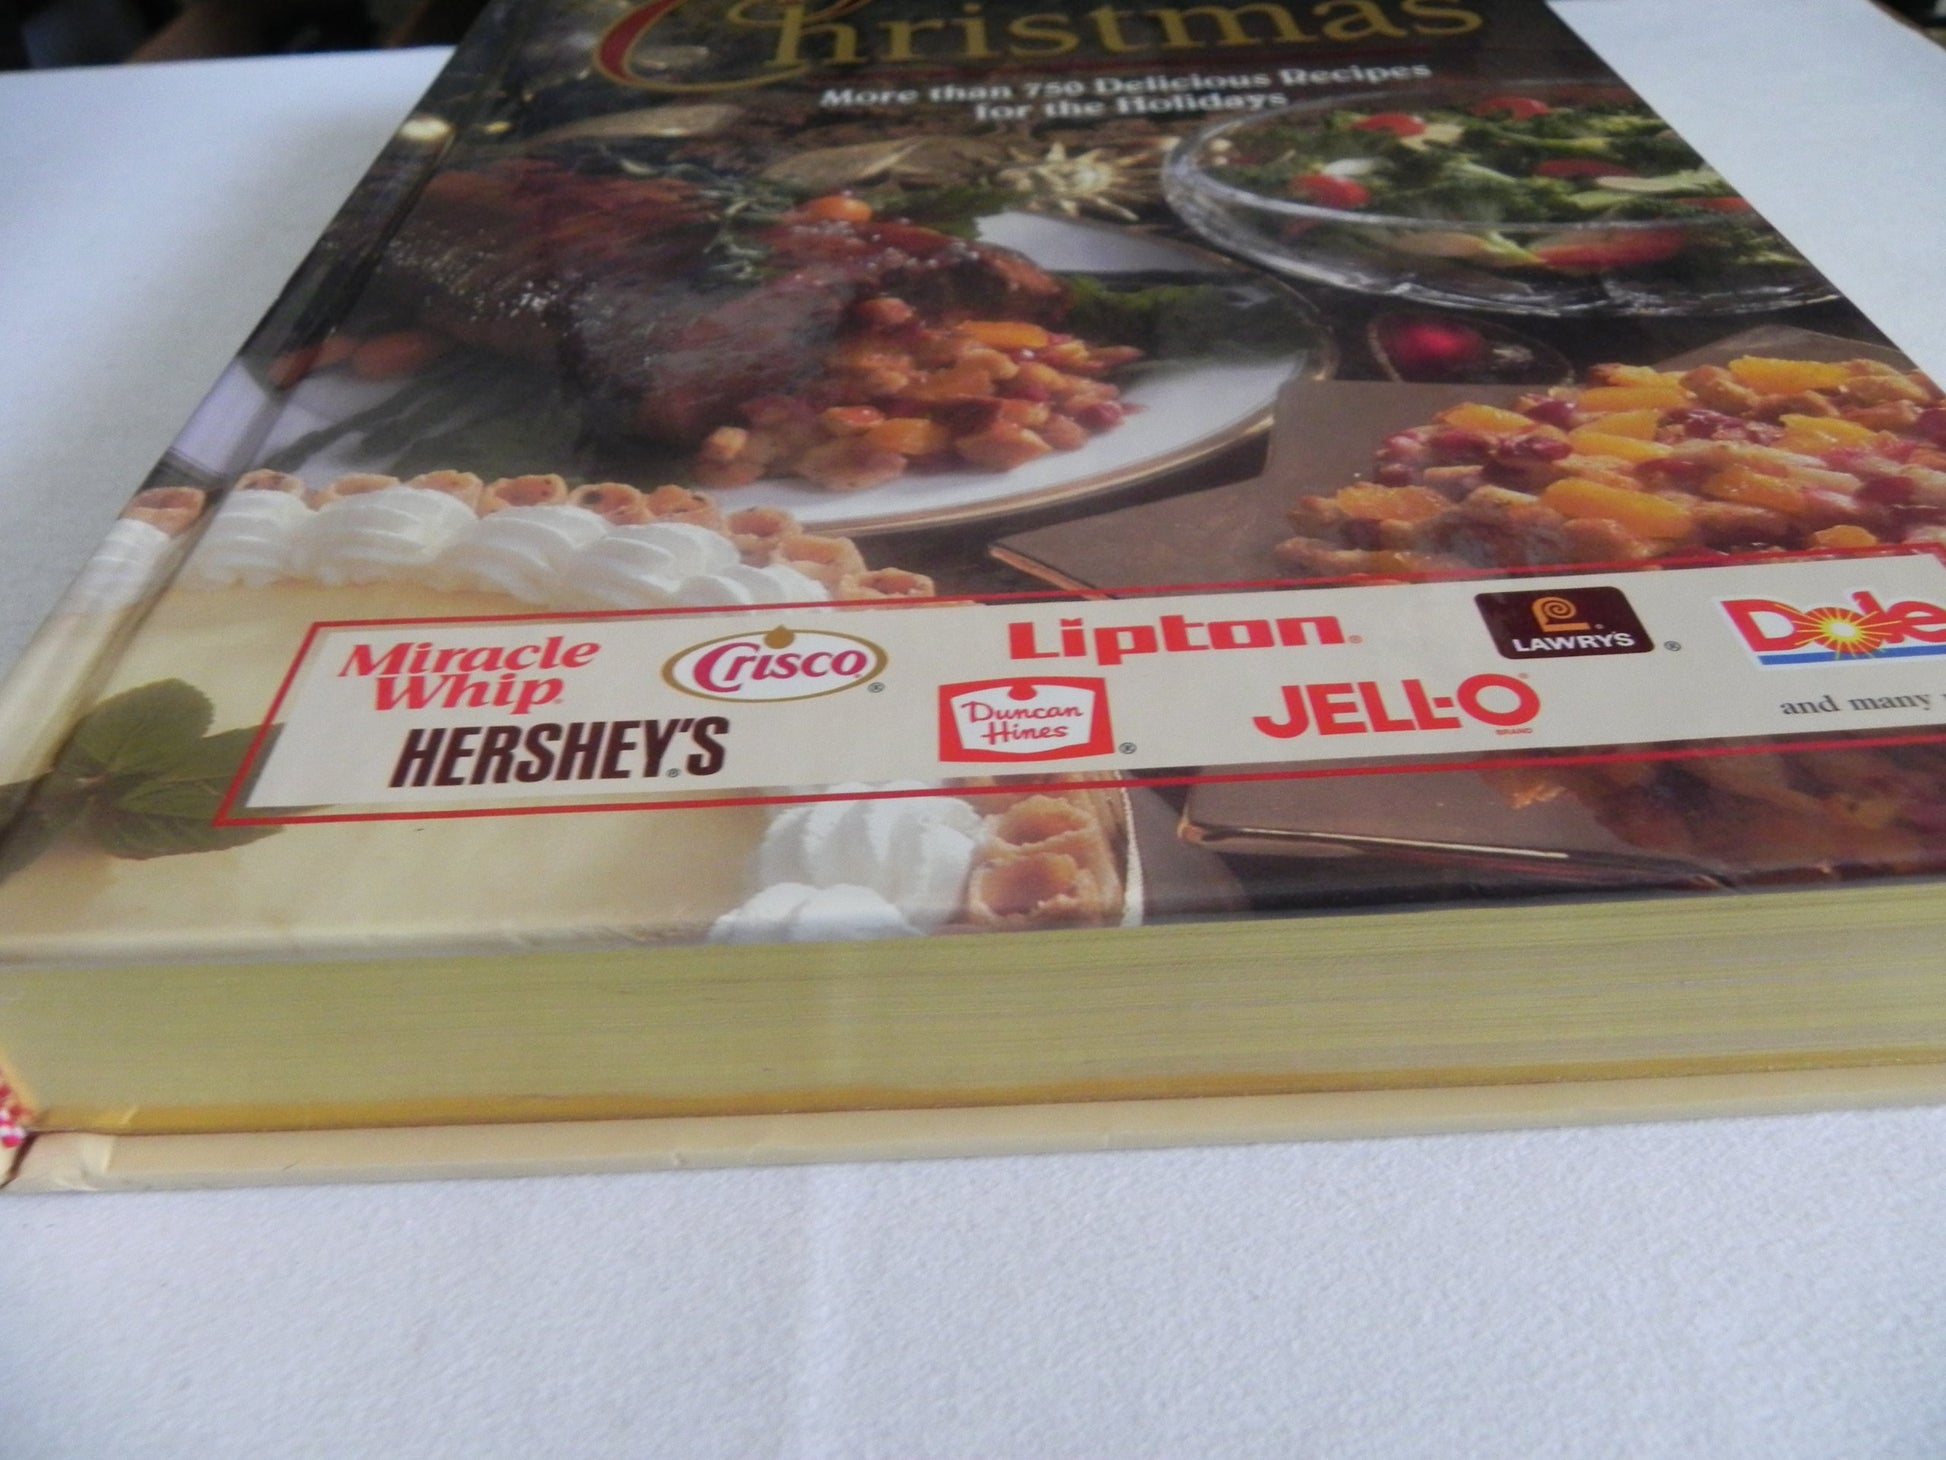 Christmas
More than 750 Delicious Recipes
for the Holidays
Miracle Whip®
Crisco®
Lipton®
LAWRY'S®
Dole
HERSHEY'S®
Duncan Hines®
JELL-O®
BRAND
and many